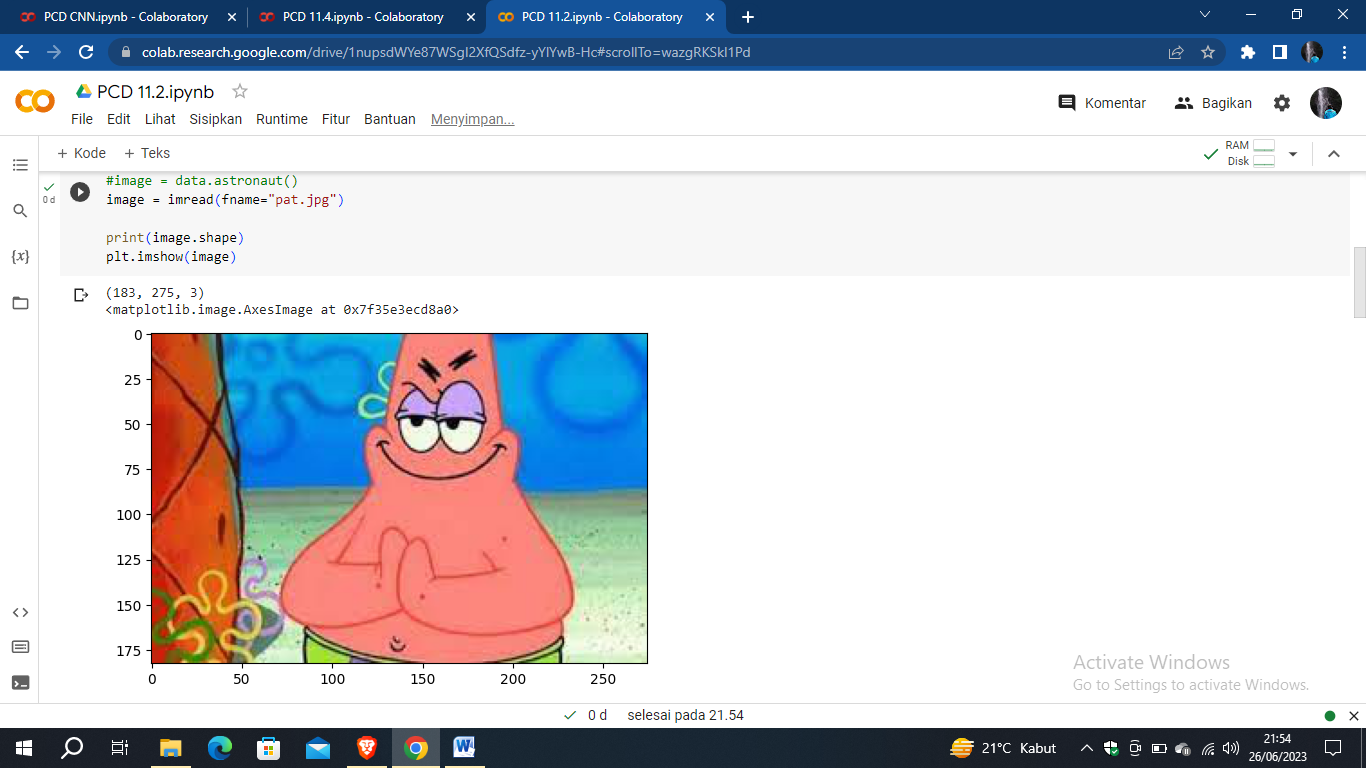 PCD CNN.ipynb - Colaboratory
PCD 11.4.ipynb - Colaboratory
PCD 11.2.ipynb - Colaboratory
colab.research.google.com/drive/1nupsdWYe87WSgI2XfQSdfz-yYlYwB-Hc#scrollTo=wazgRKSkI1Pd
PCD 11.2.ipynb
File Edit Lihat Sisipkan Runtime Fitur Bantuan Menyimpan...
Komentar Bagikan
+ Kode + Teks
RAM
Disk
0 d
#image = data.astronaut()
image = imread(fname="pat.jpg")
print(image.shape)
plt.imshow(image)
(183, 275, 3)
<matplotlib.image.AxesImage at 0x7f35e3ecd8a0>
0
25
50
75
100
125
150
175
0 50 100 150 200 250
Activate Windows
Go to Settings to activate Windows.
0 d selesai pada 21.54
21°C Kabut
21:54
26/06/2023